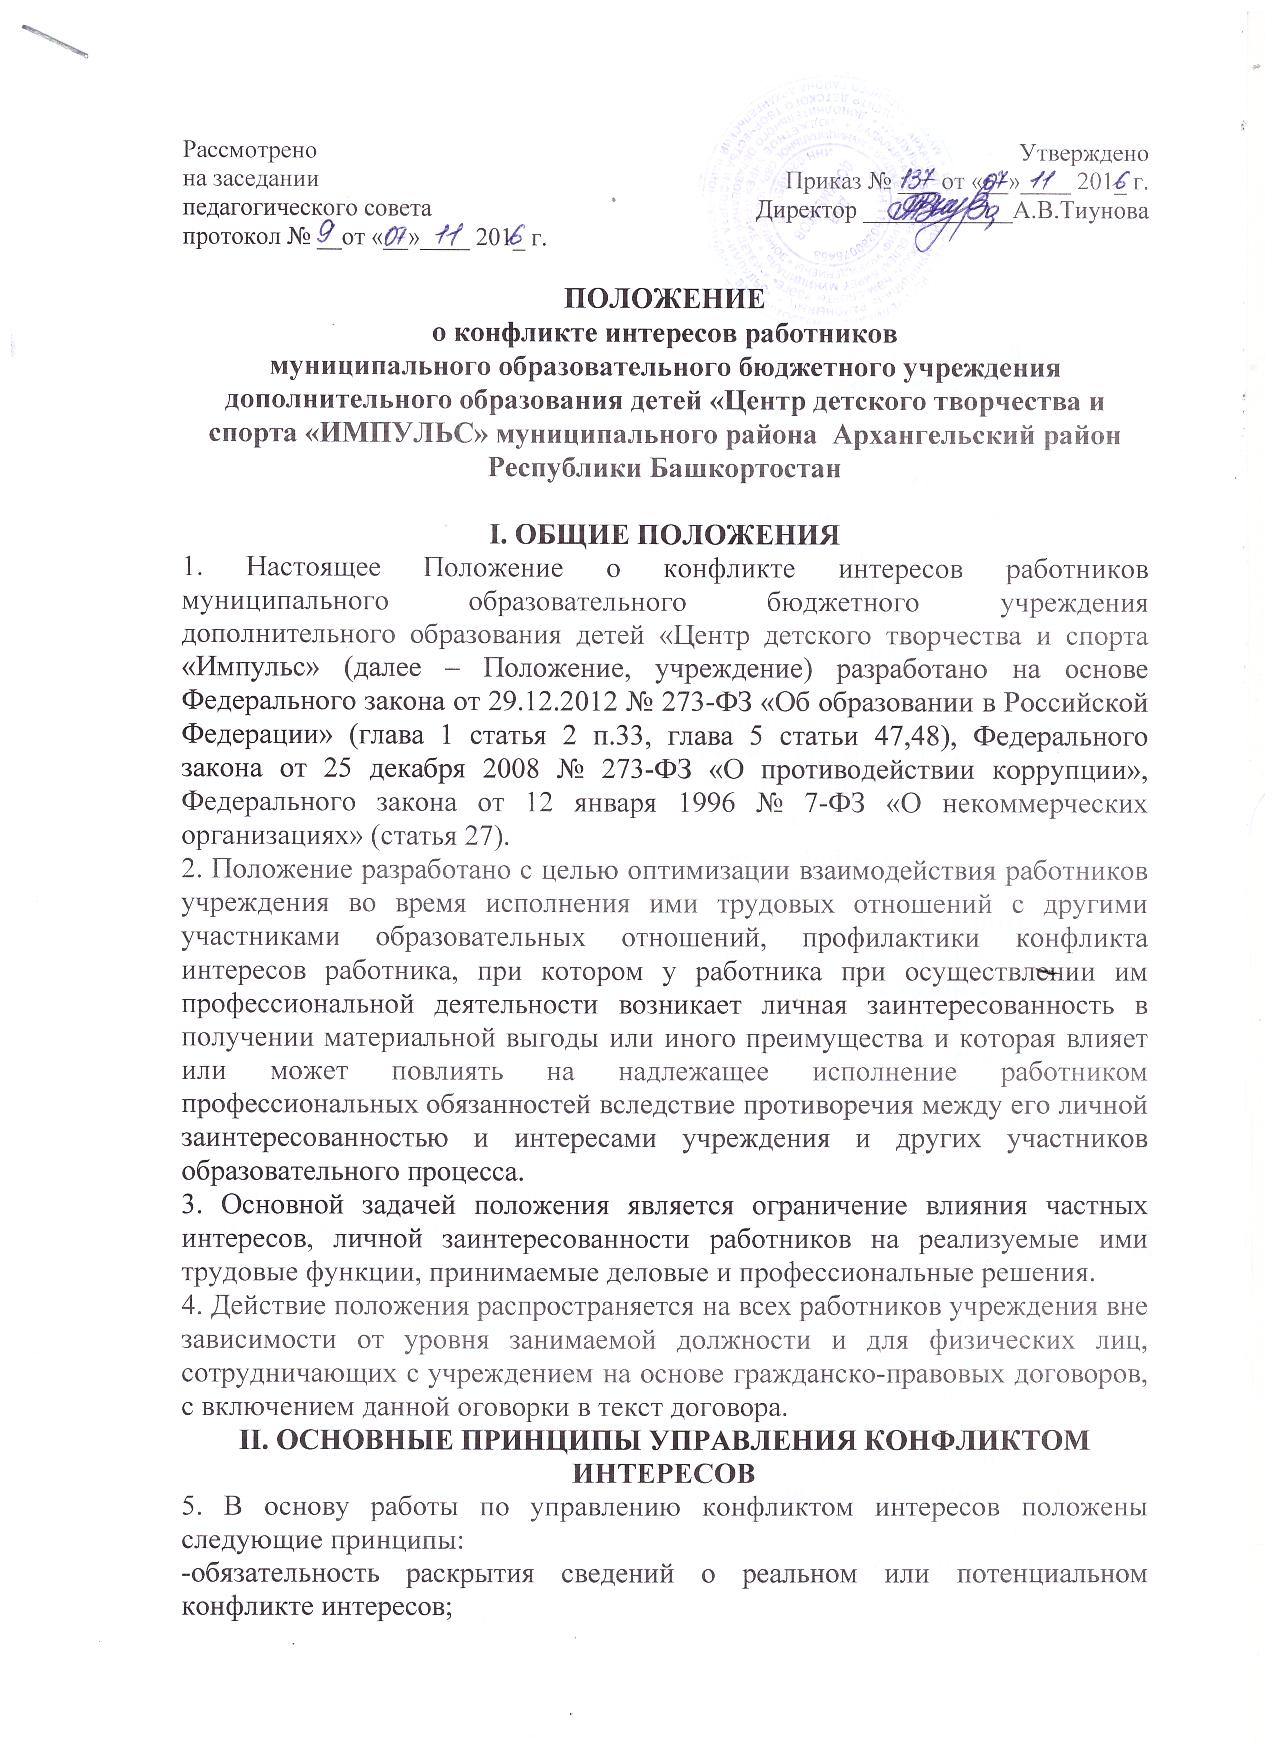 Рассмотрено
на заседании
педагогического совета
протокол № 9 от «07» 11 2016 г.
Утверждено
Приказ № 137 от «07» 11 2016 г.
Директор А.В.Тиунова
ПОЛОЖЕНИЕ
о конфликте интересов работников
муниципального образовательного бюджетного учреждения
дополнительного образования детей «Центр детского творчества и
спорта «ИМПУЛЬС» муниципального района Архангельский район
Республики Башкортостан
I. ОБЩИЕ ПОЛОЖЕНИЯ
1. Настоящее Положение о конфликте интересов работников
муниципального образовательного бюджетного учреждения
дополнительного образования детей «Центр детского творчества и спорта
«Импульс» (далее – Положение, учреждение) разработано на основе
Федерального закона от 29.12.2012 № 273-ФЗ «Об образовании в Российской
Федерации» (глава 1 статья 2 п.33, глава 5 статьи 47,48), Федерального
закона от 25 декабря 2008 № 273-ФЗ «О противодействии коррупции»,
Федерального закона от 12 января 1996 № 7-ФЗ «О некоммерческих
организациях» (статья 27).
2. Положение разработано с целью оптимизации взаимодействия работников
учреждения во время исполнения ими трудовых отношений с другими
участниками образовательных отношений, профилактики конфликта
интересов работника, при котором у работника при осуществлении им
профессиональной деятельности возникает личная заинтересованность в
получении материальной выгоды или иного преимущества и которая влияет
или может повлиять на надлежащее исполнение работником
профессиональных обязанностей вследствие противоречия между его личной
заинтересованностью и интересами учреждения и других участников
образовательного процесса.
3. Основной задачей положения является ограничение влияния частных
интересов, личной заинтересованности работников на реализуемые ими
трудовые функции, принимаемые деловые и профессиональные решения.
4. Действие положения распространяется на всех работников учреждения вне
зависимости от уровня занимаемой должности и для физических лиц,
сотрудничающих с учреждением на основе гражданско-правовых договоров,
с включением данной оговорки в текст договора.
II. ОСНОВНЫЕ ПРИНЦИПЫ УПРАВЛЕНИЯ КОНФЛИКТОМ
ИНТЕРЕСОВ
5. В основу работы по управлению конфликтом интересов положены
следующие принципы:
-обязательность раскрытия сведений о реальном или потенциальном
конфликте интересов;